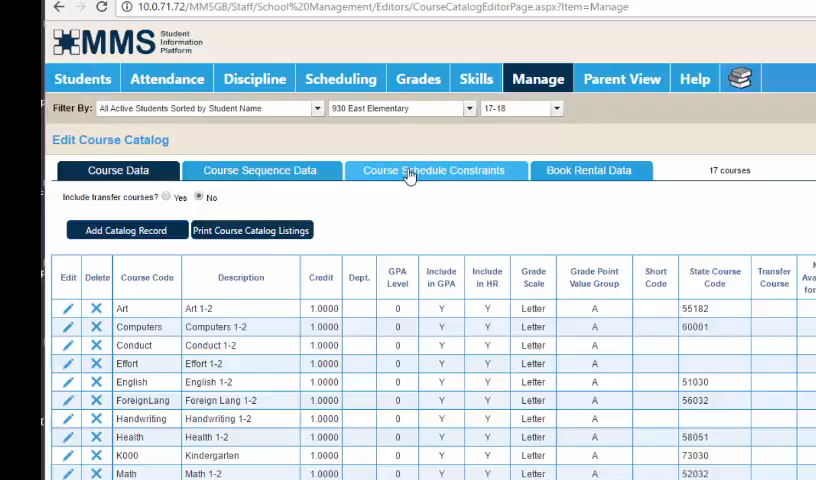 10.0.71.72/MMSGB/Staff/School%20Management/Editors/CourseCatalogEditorPage.aspx?Item=Manage
MMS Student Information Platform
Students Attendance Discipline Scheduling Grades Skills Manage Parent View Help
Filter By: All Active Students Sorted by Student Name 930 East Elementary 17-18
Edit Course Catalog
Course Data Course Sequence Data Course Schedule Constraints Book Rental Data 17 courses
Include transfer courses? Yes No
Add Catalog Record Print Course Catalog Listings
Edit Delete Course Code Description Credit Dept. GPA Level Include in GPA Include in HR Grade Scale Grade Point Value Group Short Code State Course Code Transfer Course
Art Art 1-2 1.0000 0 Y Y Letter A 55182
Computers Computers 1-2 1.0000 0 Y Y Letter A 60001
Conduct Conduct 1-2 1.0000 0 Y Y Letter A
Effort Effort 1-2 1.0000 0 Y Y Letter A
English English 1-2 1.0000 0 Y Y Letter A 51030
ForeignLang Foreign Lang 1-2 1.0000 0 Y Y Letter A 56032
Handwriting Handwriting 1-2 1.0000 0 Y Y Letter A
Health Health 1-2 1.0000 0 Y Y Letter A 58051
K000 Kindergarten 1.0000 0 Y Y Letter A 73030
Math Math 1-2 1.0000 0 Y Y Letter A 52032